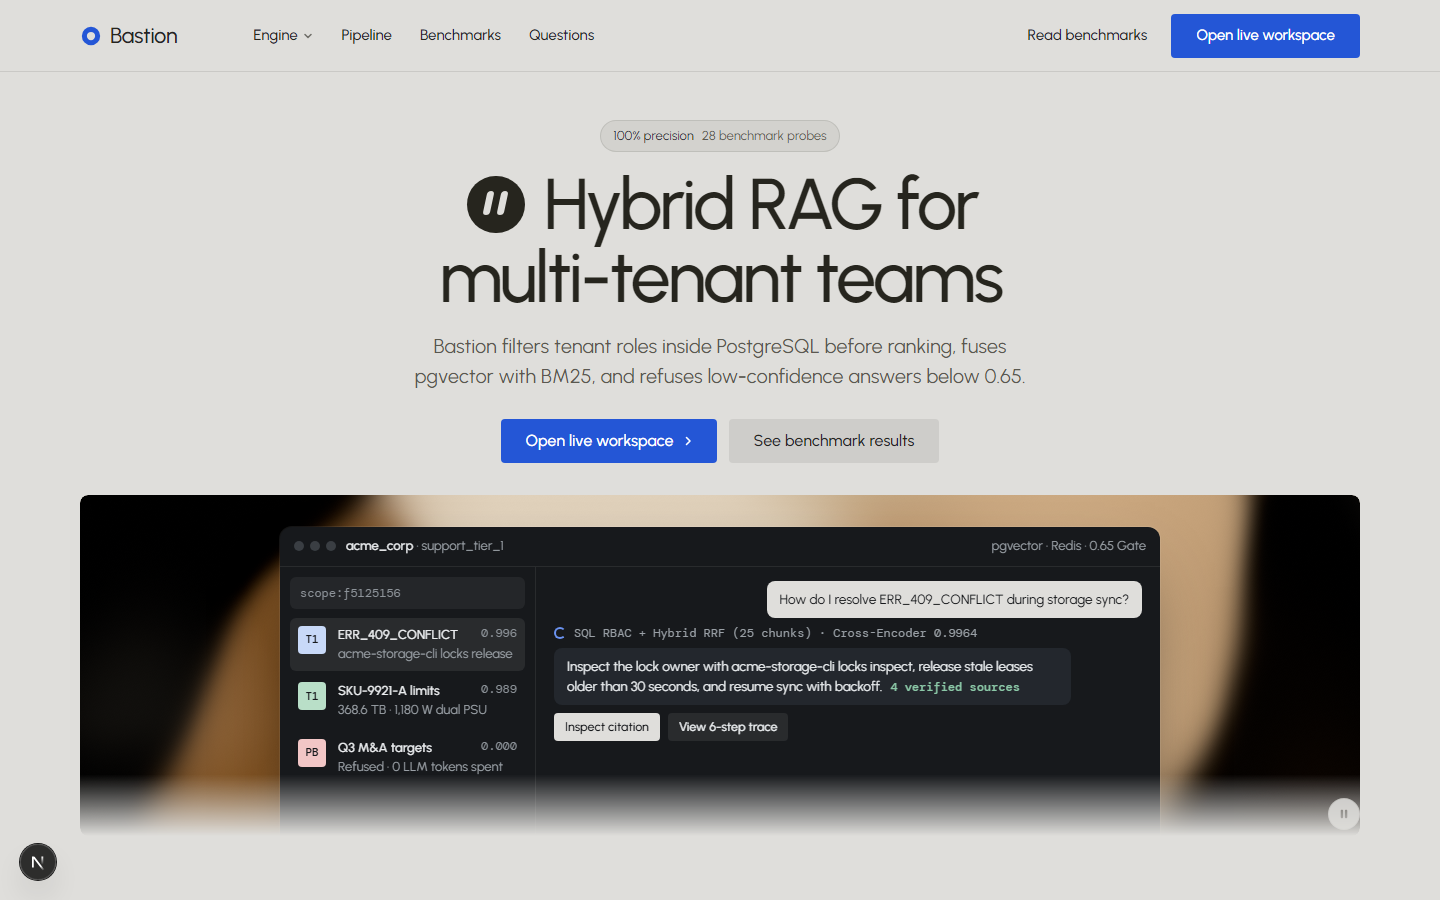 Bastion
Engine
Pipeline
Benchmarks
Questions
Read benchmarks
Open live workspace
100% precision 28 benchmark probes
Hybrid RAG for
multi-tenant teams
Bastion filters tenant roles inside PostgreSQL before ranking, fuses
pgvector with BM25, and refuses low-confidence answers below 0.65.
Open live workspace
See benchmark results
acme_corp · support_tier_1
pgvector · Redis · 0.65 Gate
scope:ƒ5125156
T1
ERR_409_CONFLICT 0.996
acme-storage-cli locks release
T1
SKU-9921-A limits 0.989
368.6 TB · 1,180 W dual PSU
PB
Q3 M&A targets 0.000
Refused · 0 LLM tokens spent
How do I resolve ERR_409_CONFLICT during storage sync?
SQL RBAC + Hybrid RRF (25 chunks) · Cross-Encoder 0.9964
Inspect the lock owner with acme-storage-cli locks inspect, release stale leases
older than 30 seconds, and resume sync with backoff. 4 verified sources
Inspect citation
View 6-step trace
N